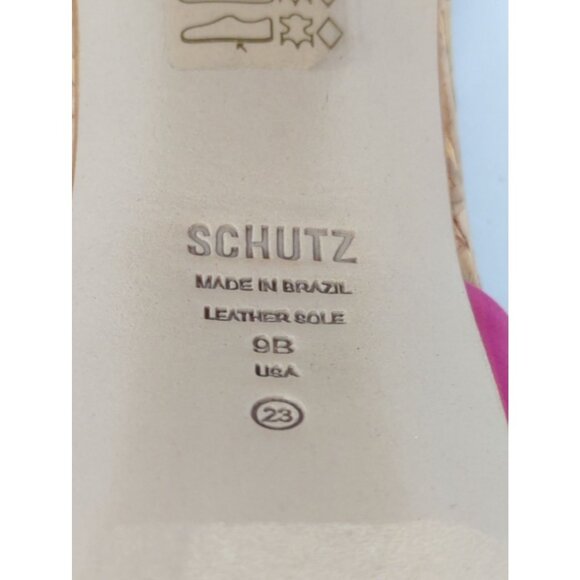 SCHUTZ
MADE IN BRAZIL
LEATHER SOLE
9B
USA
23